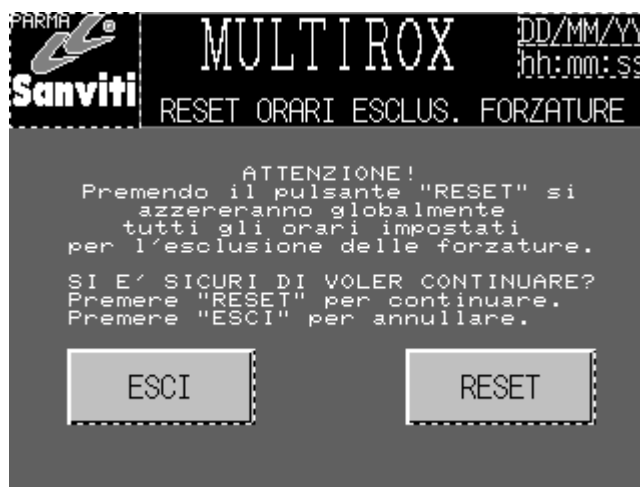 PARMA
Sanviti
MULTIROX
DD/MM/YY
hh:mm:ss
RESET ORARI ESCLUS. FORZATURE
ATTENZIONE!
Premendo il pulsante "RESET" si
azzereranno globalmente
tutti gli orari impostati
per l'esclusione delle forzature.
SI E' SICURI DI VOLER CONTINUARE?
Premere "RESET" per continuare.
Premere "ESCI" per annullare.
ESCI
RESET